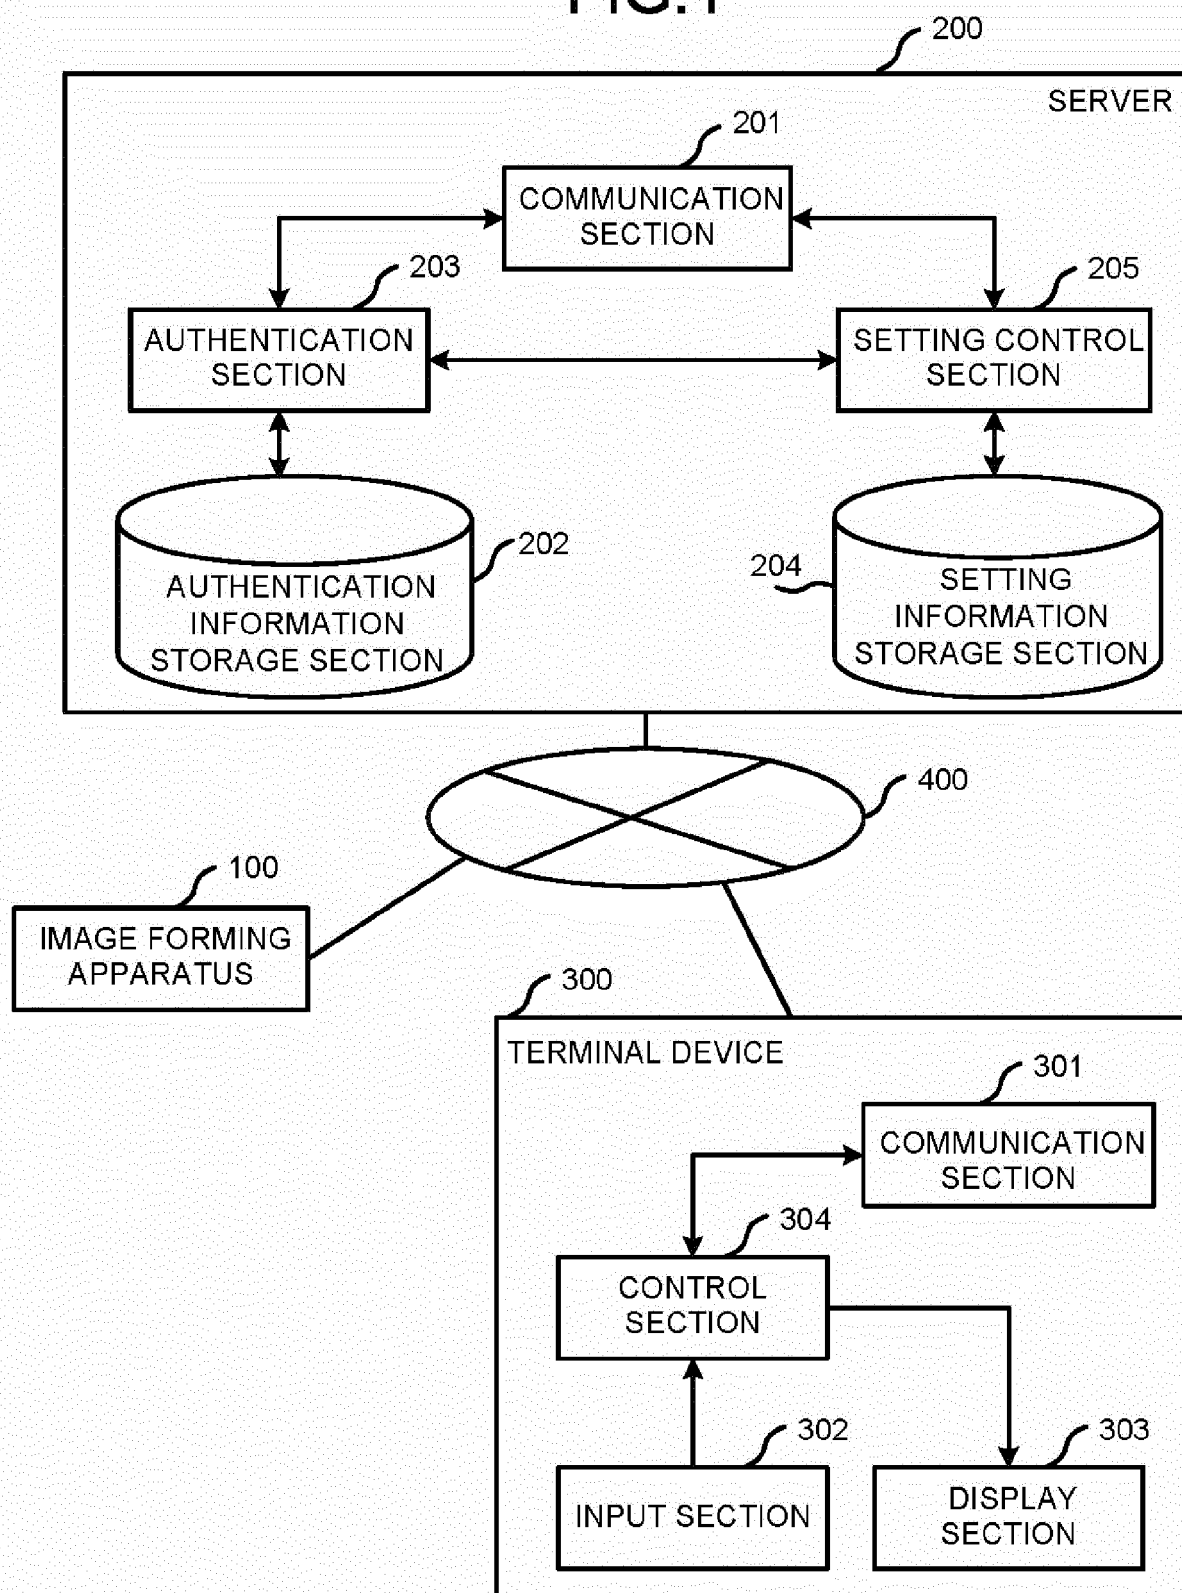 FIG.1
200
SERVER
201
COMMUNICATION
SECTION
203
205
AUTHENTICATION
SECTION
SETTING CONTROL
SECTION
202
204
AUTHENTICATION
INFORMATION
STORAGE SECTION
SETTING
INFORMATION
STORAGE SECTION
400
100
IMAGE FORMING
APPARATUS
300
TERMINAL DEVICE
301
COMMUNICATION
SECTION
304
CONTROL
SECTION
302
303
INPUT SECTION
DISPLAY
SECTION